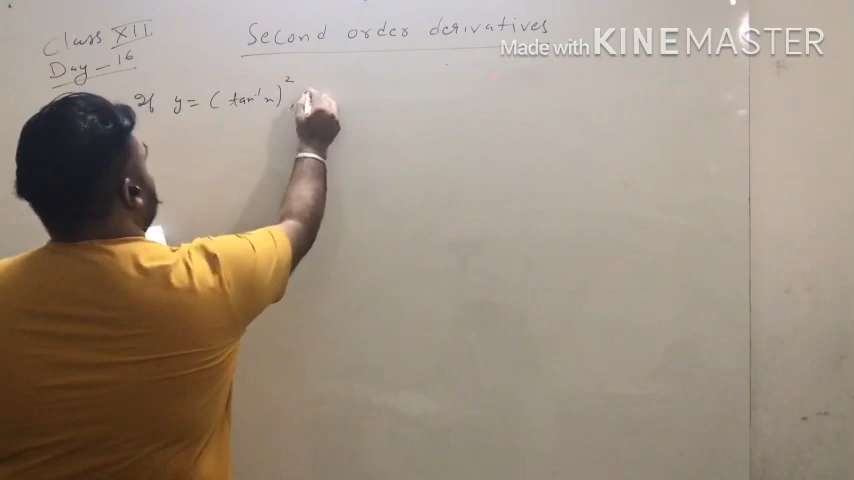 Class XII
Second order derivatives
Made with KINEMASTER
Day - 16
If y = (tan⁻¹x)²,